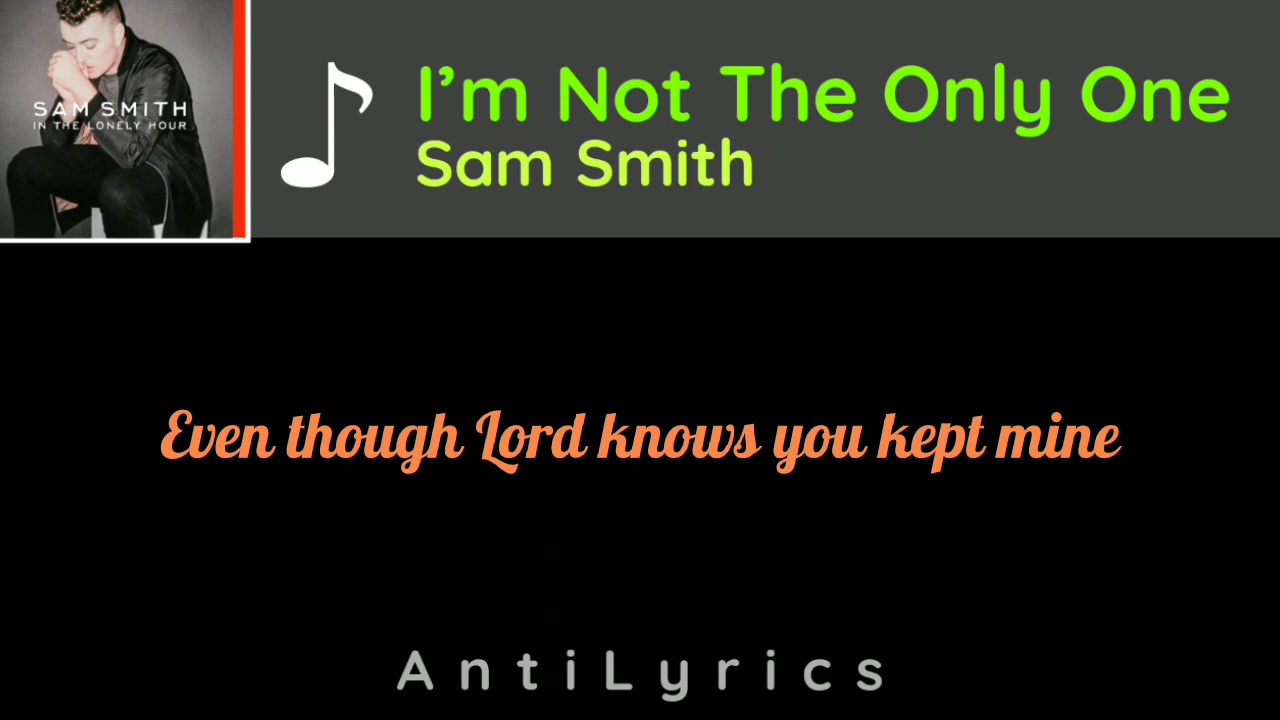 SAM SMITH
IN THE LONELY HOUR
I'm Not The Only One
Sam Smith
Even though Lord knows you kept mine
AntiLyrics